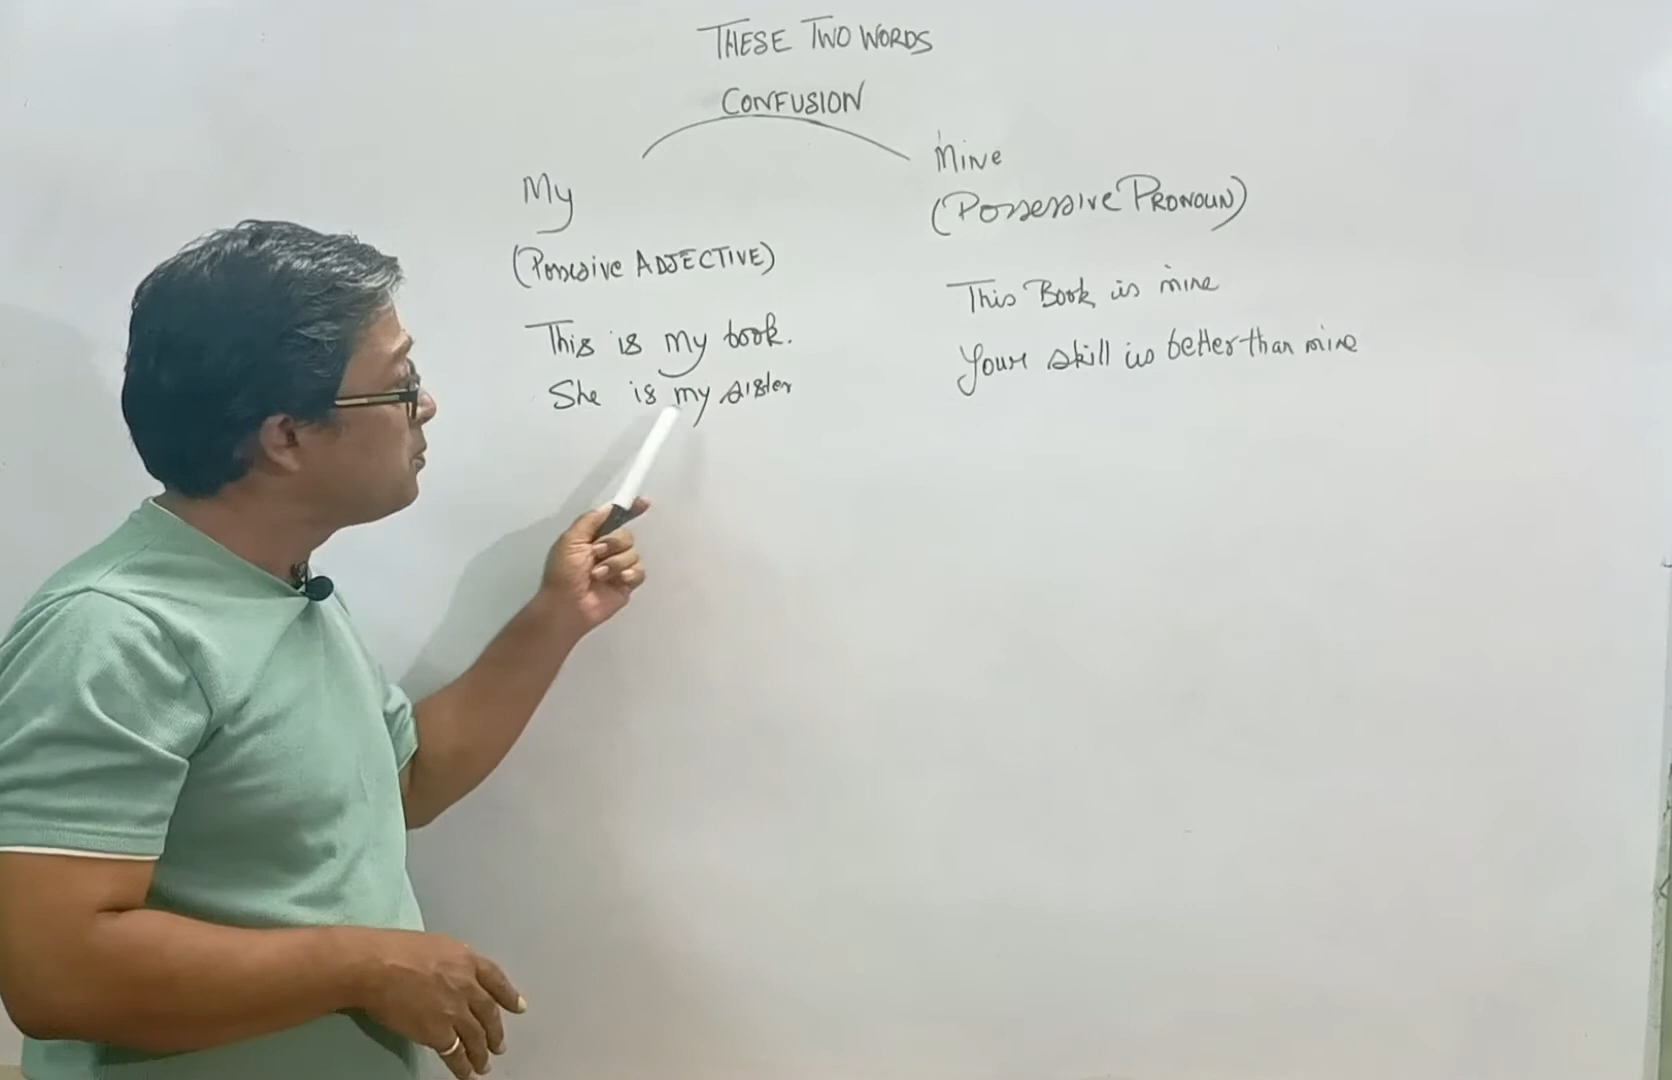 THESE TWO WORDS
CONFUSION
My
(Possessive ADJECTIVE)
This is my book.
She is my sister
Mine
(Possessive PRONOUN)
This Book is mine
Your skill is better than mine